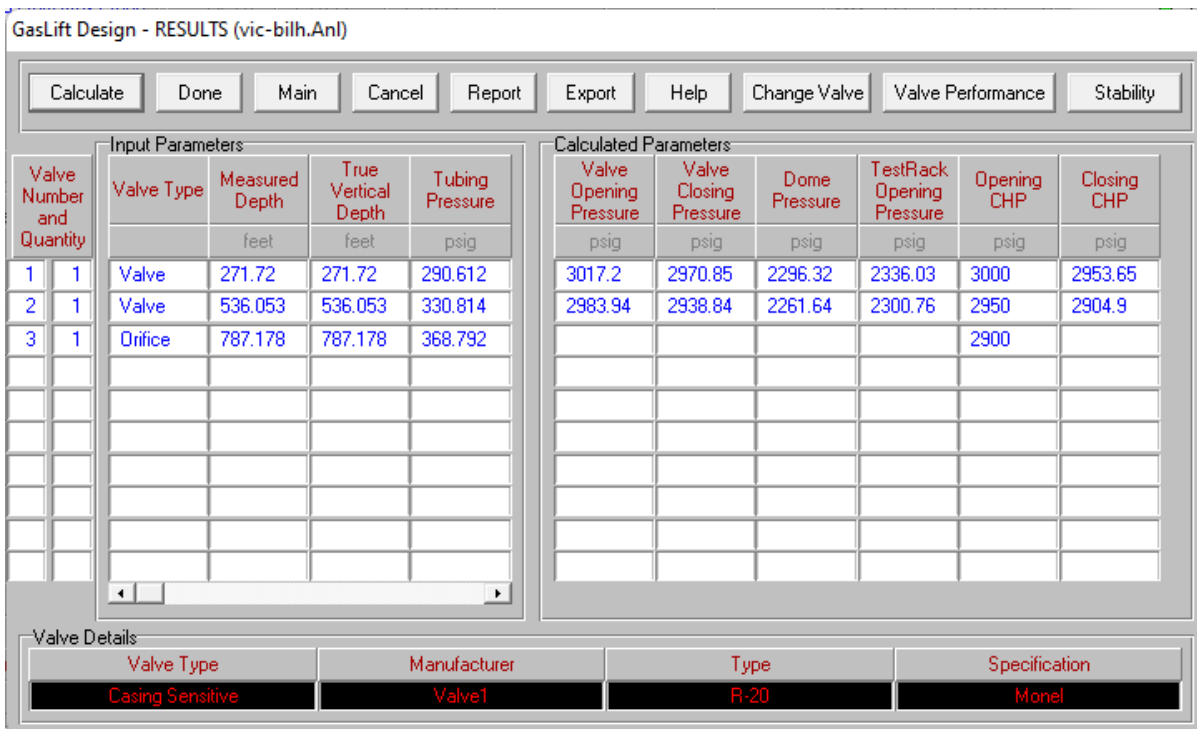 GasLift Design - RESULTS (vic-bilh.Anl)
Calculate Done Main Cancel Report Export Help Change Valve Valve Performance Stability
Input Parameters
Calculated Parameters
Valve Number and Quantity
Valve Type Measured Depth True Vertical Depth Tubing Pressure Valve Opening Pressure Valve Closing Pressure Dome Pressure TestRack Opening Pressure Opening CHP Closing CHP
feet feet psig psig psig psig psig psig psig
1 1 Valve 271.72 271.72 290.612 3017.2 2970.85 2296.32 2336.03 3000 2953.65
2 1 Valve 536.053 536.053 330.814 2983.94 2938.84 2261.64 2300.76 2950 2904.9
3 1 Orifice 787.178 787.178 368.792 2900
Valve Details
Valve Type Manufacturer Type Specification
Casing Sensitive Valve1 R-20 Monel